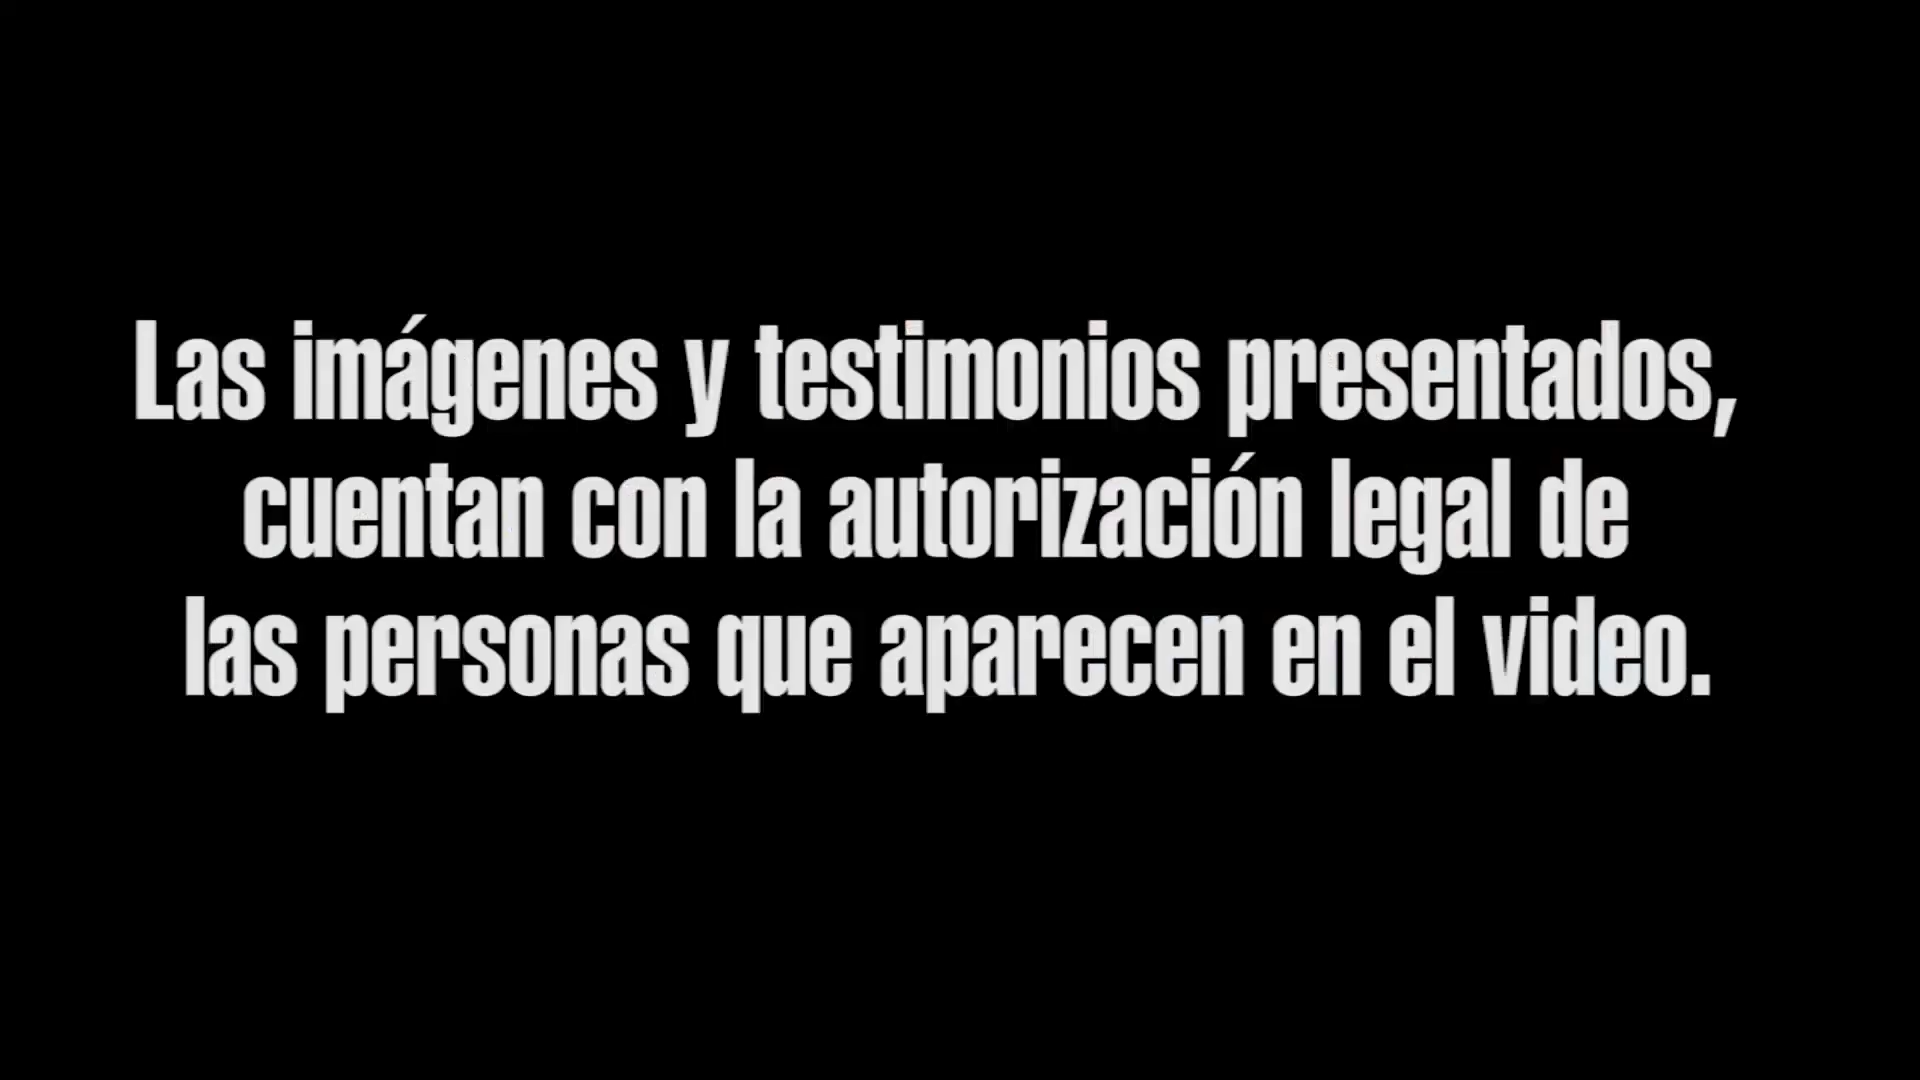 Las imágenes y testimonios presentados,
cuentan con la autorización legal de
las personas que aparecen en el video.